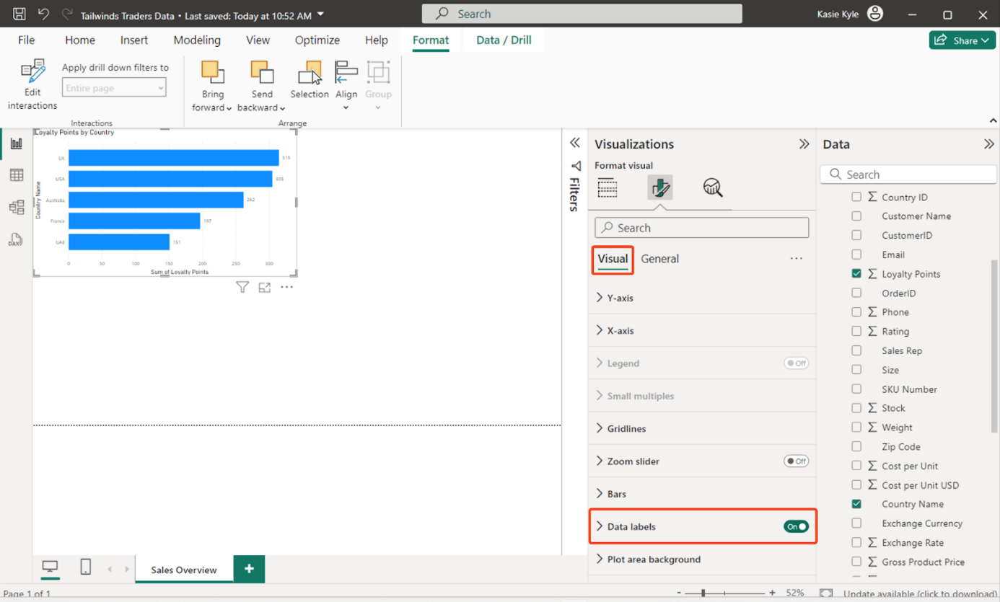 Tailwinds Traders Data • Last saved: Today at 10:52 AM
Search
Kasie Kyle
File Home Insert Modeling View Optimize Help Format Data / Drill
Share
Edit interactions
Apply drill down filters to
Entire page
Interactions
Bring forward
Send backward
Selection
Align
Group
Arrange
Loyalty Points by Country
Country Name
UK 315
USA 305
Australia 262
France 197
UAE 151
0 50 100 150 200 250 300
Sum of Loyalty Points
DAX
Filters
Visualizations
Format visual
Search
Visual General
Y-axis
X-axis
Legend Off
Small multiples
Gridlines
Zoom slider Off
Bars
Data labels On
Plot area background
Data
Search
Country ID
Customer Name
CustomerID
Email
Loyalty Points
OrderID
Phone
Rating
Sales Rep
Size
SKU Number
Stock
Weight
Zip Code
Cost per Unit
Cost per Unit USD
Country Name
Exchange Currency
Exchange Rate
Gross Product Price
Sales Overview
Page 1 of 1
- + 52%
Update available (click to download)